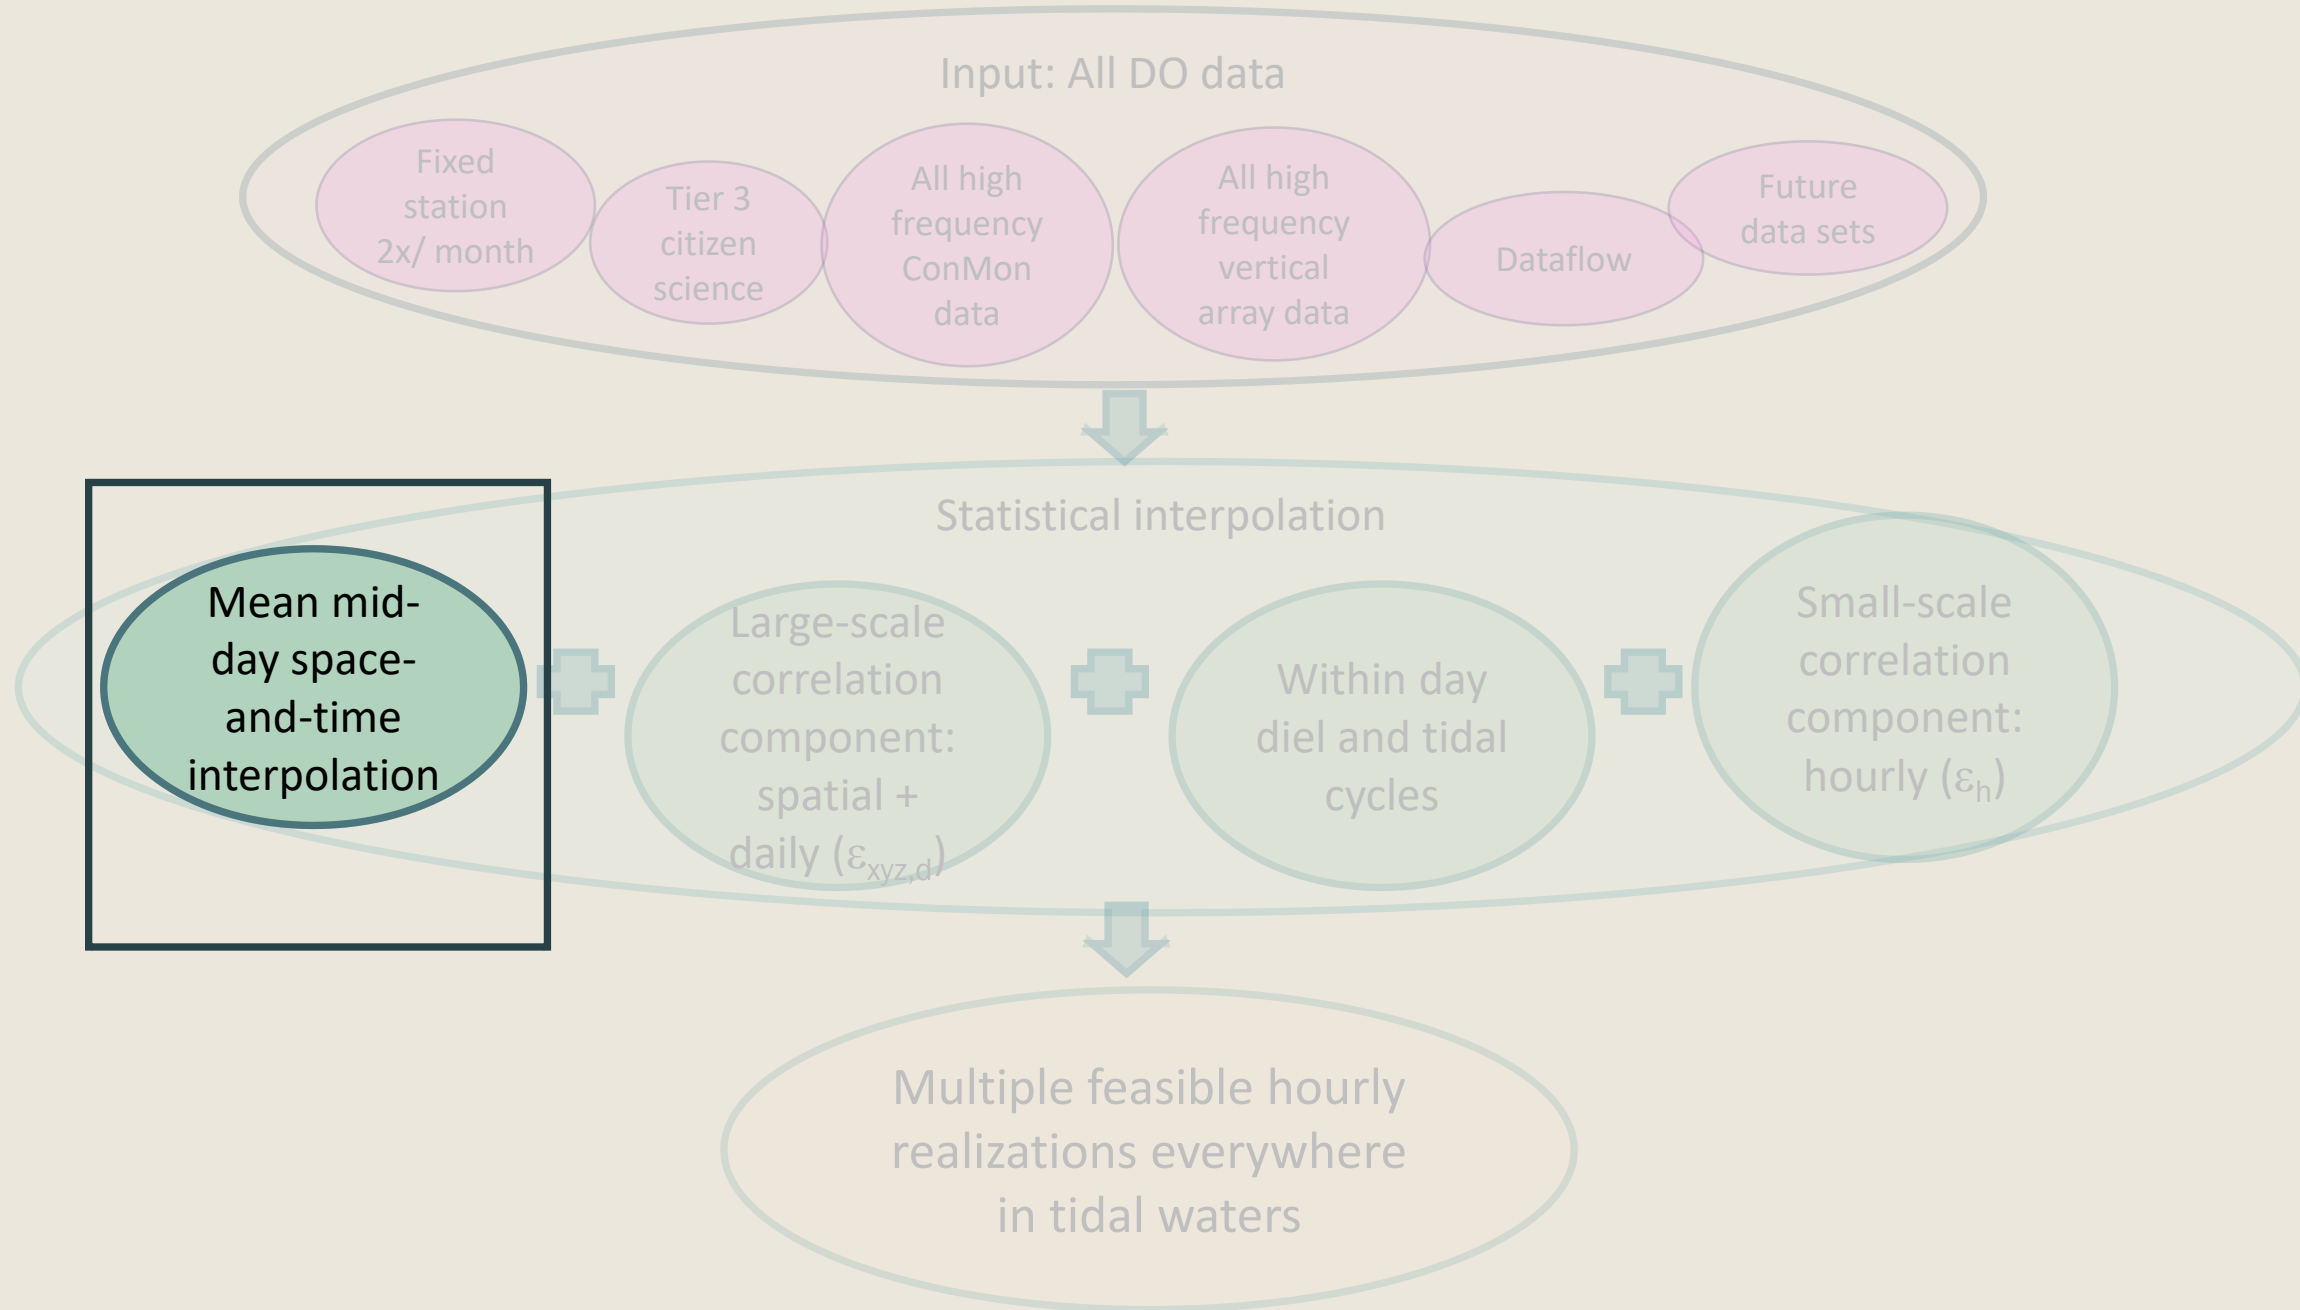 Input: All DO data
Fixed
station
2x/ month
Tier 3
citizen
science
All high
frequency
ConMon
data
All high
frequency
vertical
array data
Dataflow
Future
data sets
Statistical interpolation
Mean mid-
day space-
and-time
interpolation
Large-scale
correlation
component:
spatial +
daily (εxyz,d)
Within day
diel and tidal
cycles
Small-scale
correlation
component:
hourly (εh)
Multiple feasible hourly
realizations everywhere
in tidal waters